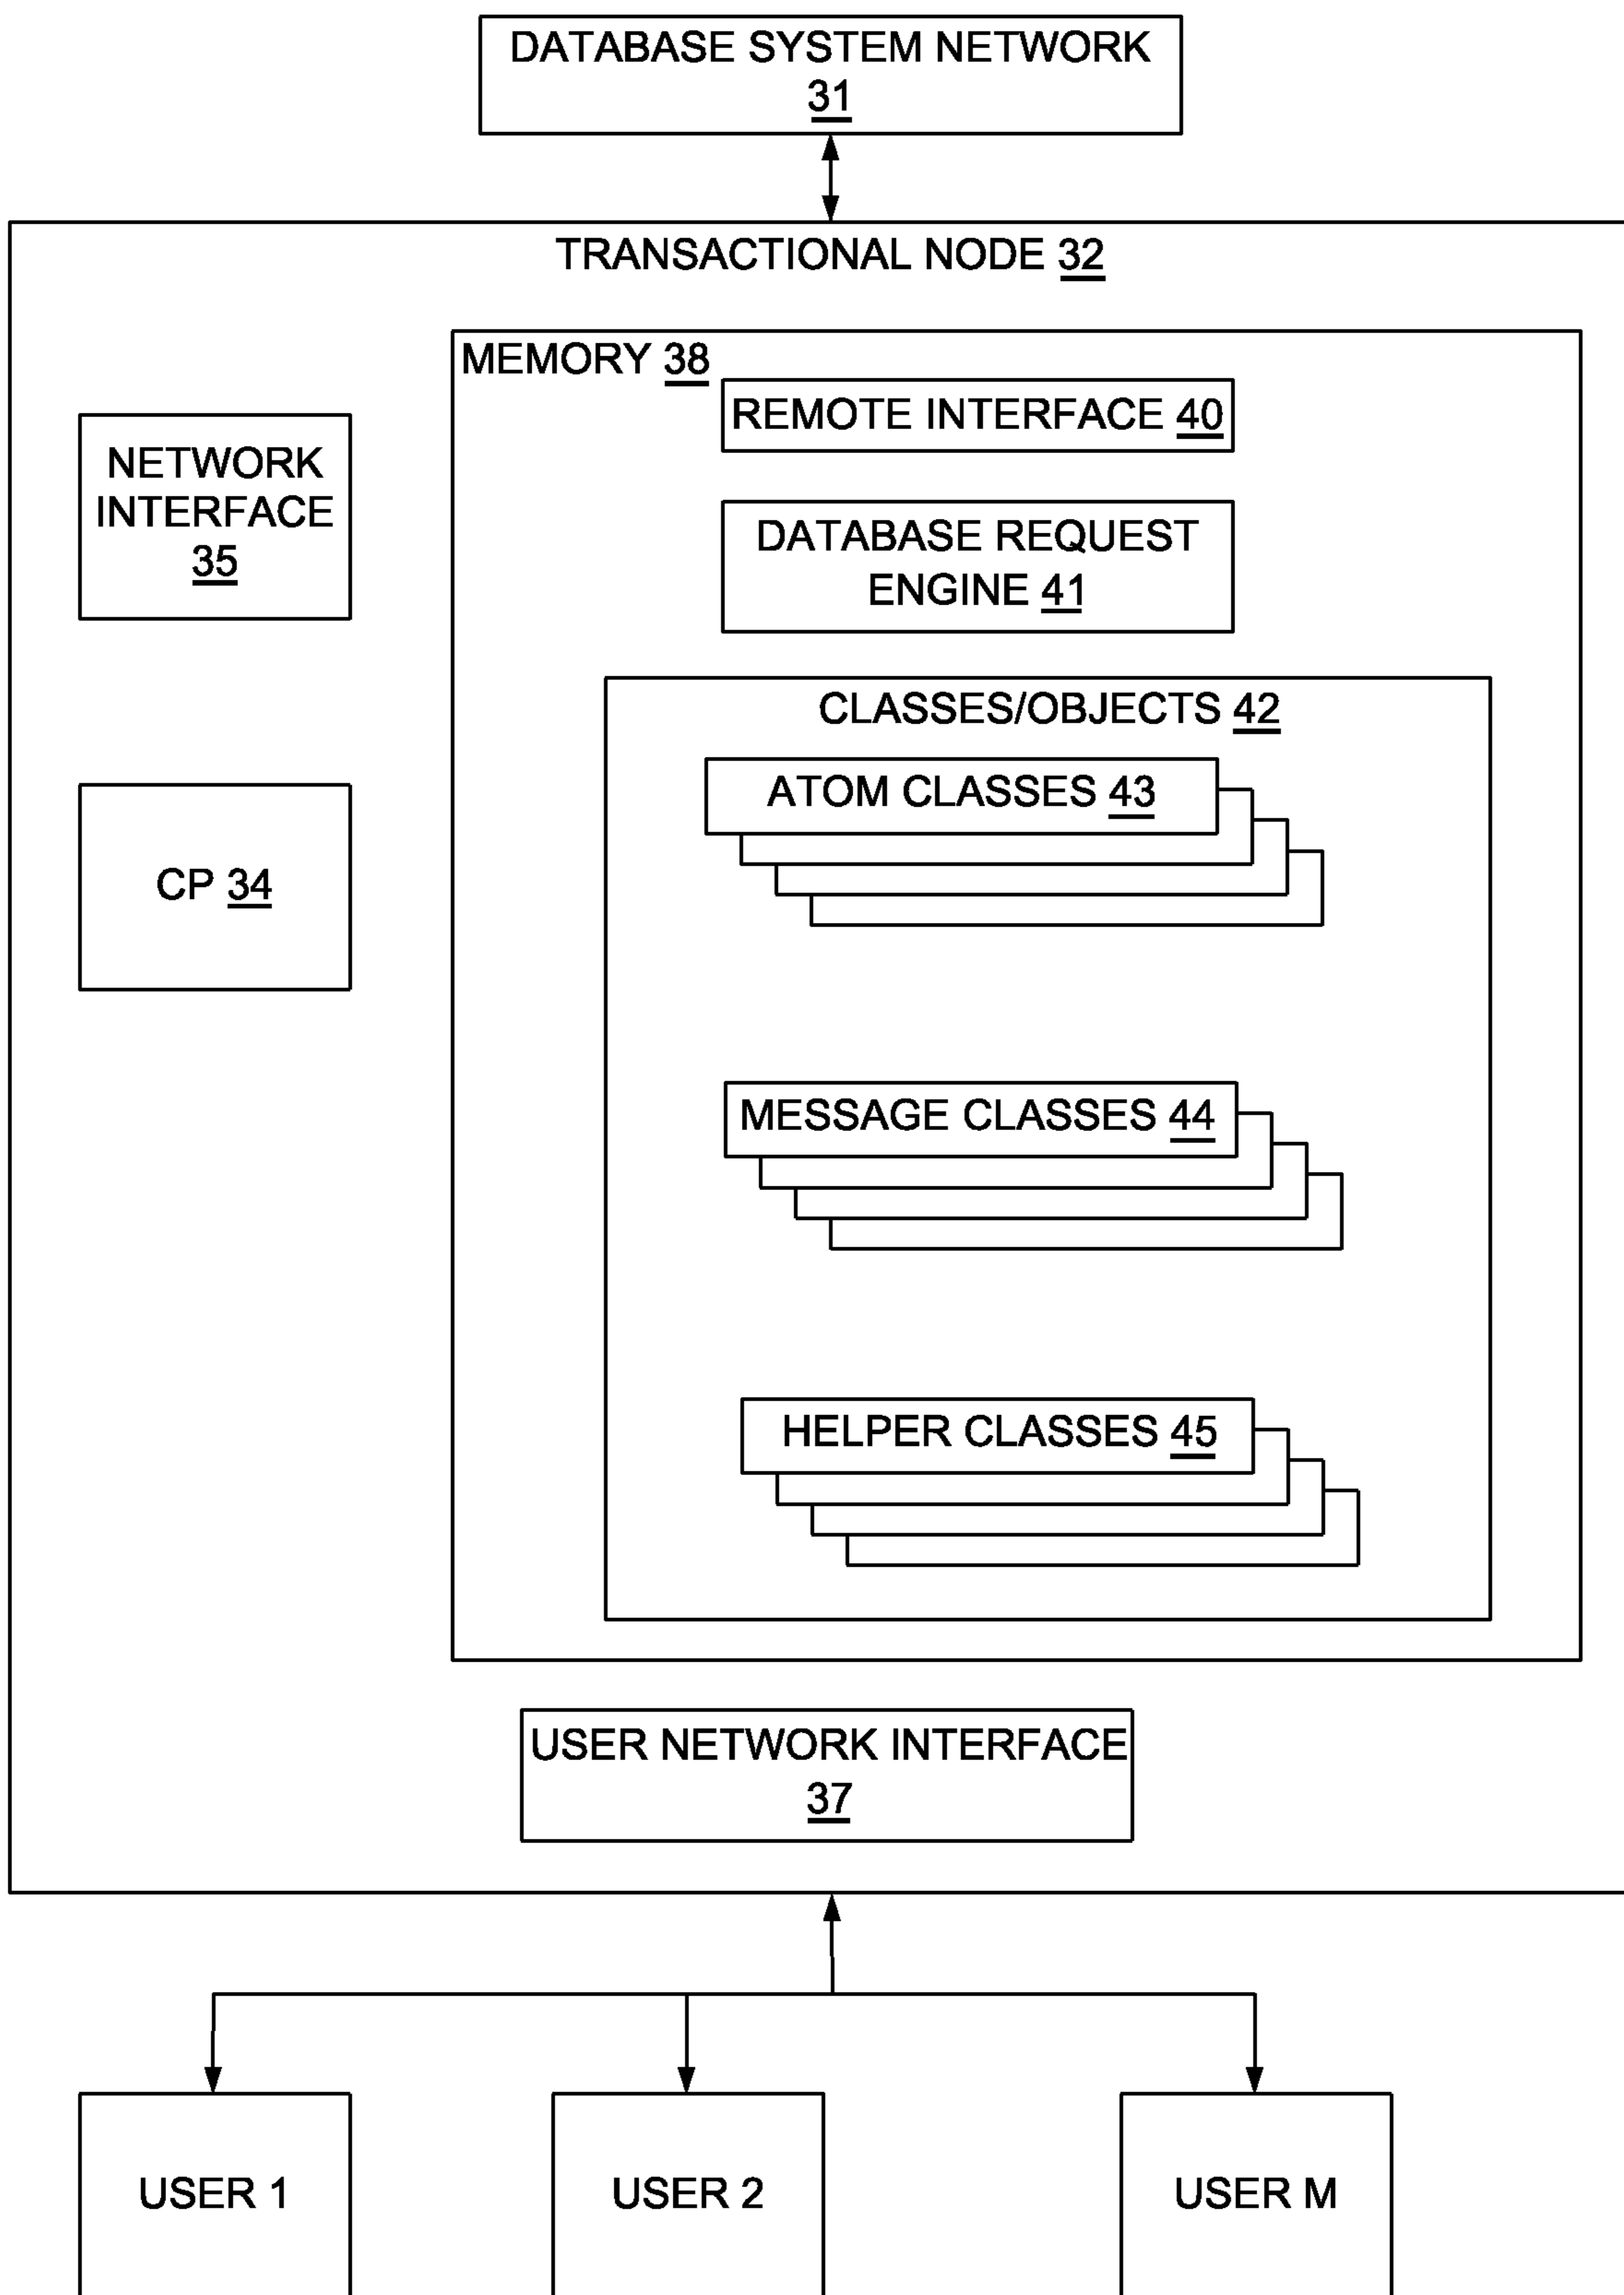 DATABASE SYSTEM NETWORK
31
TRANSACTIONAL NODE 32
MEMORY 38
REMOTE INTERFACE 40
NETWORK
INTERFACE
35
DATABASE REQUEST
ENGINE 41
CLASSES/OBJECTS 42
ATOM CLASSES 43
CP 34
MESSAGE CLASSES 44
HELPER CLASSES 45
USER NETWORK INTERFACE
37
USER 1
USER 2
USER M